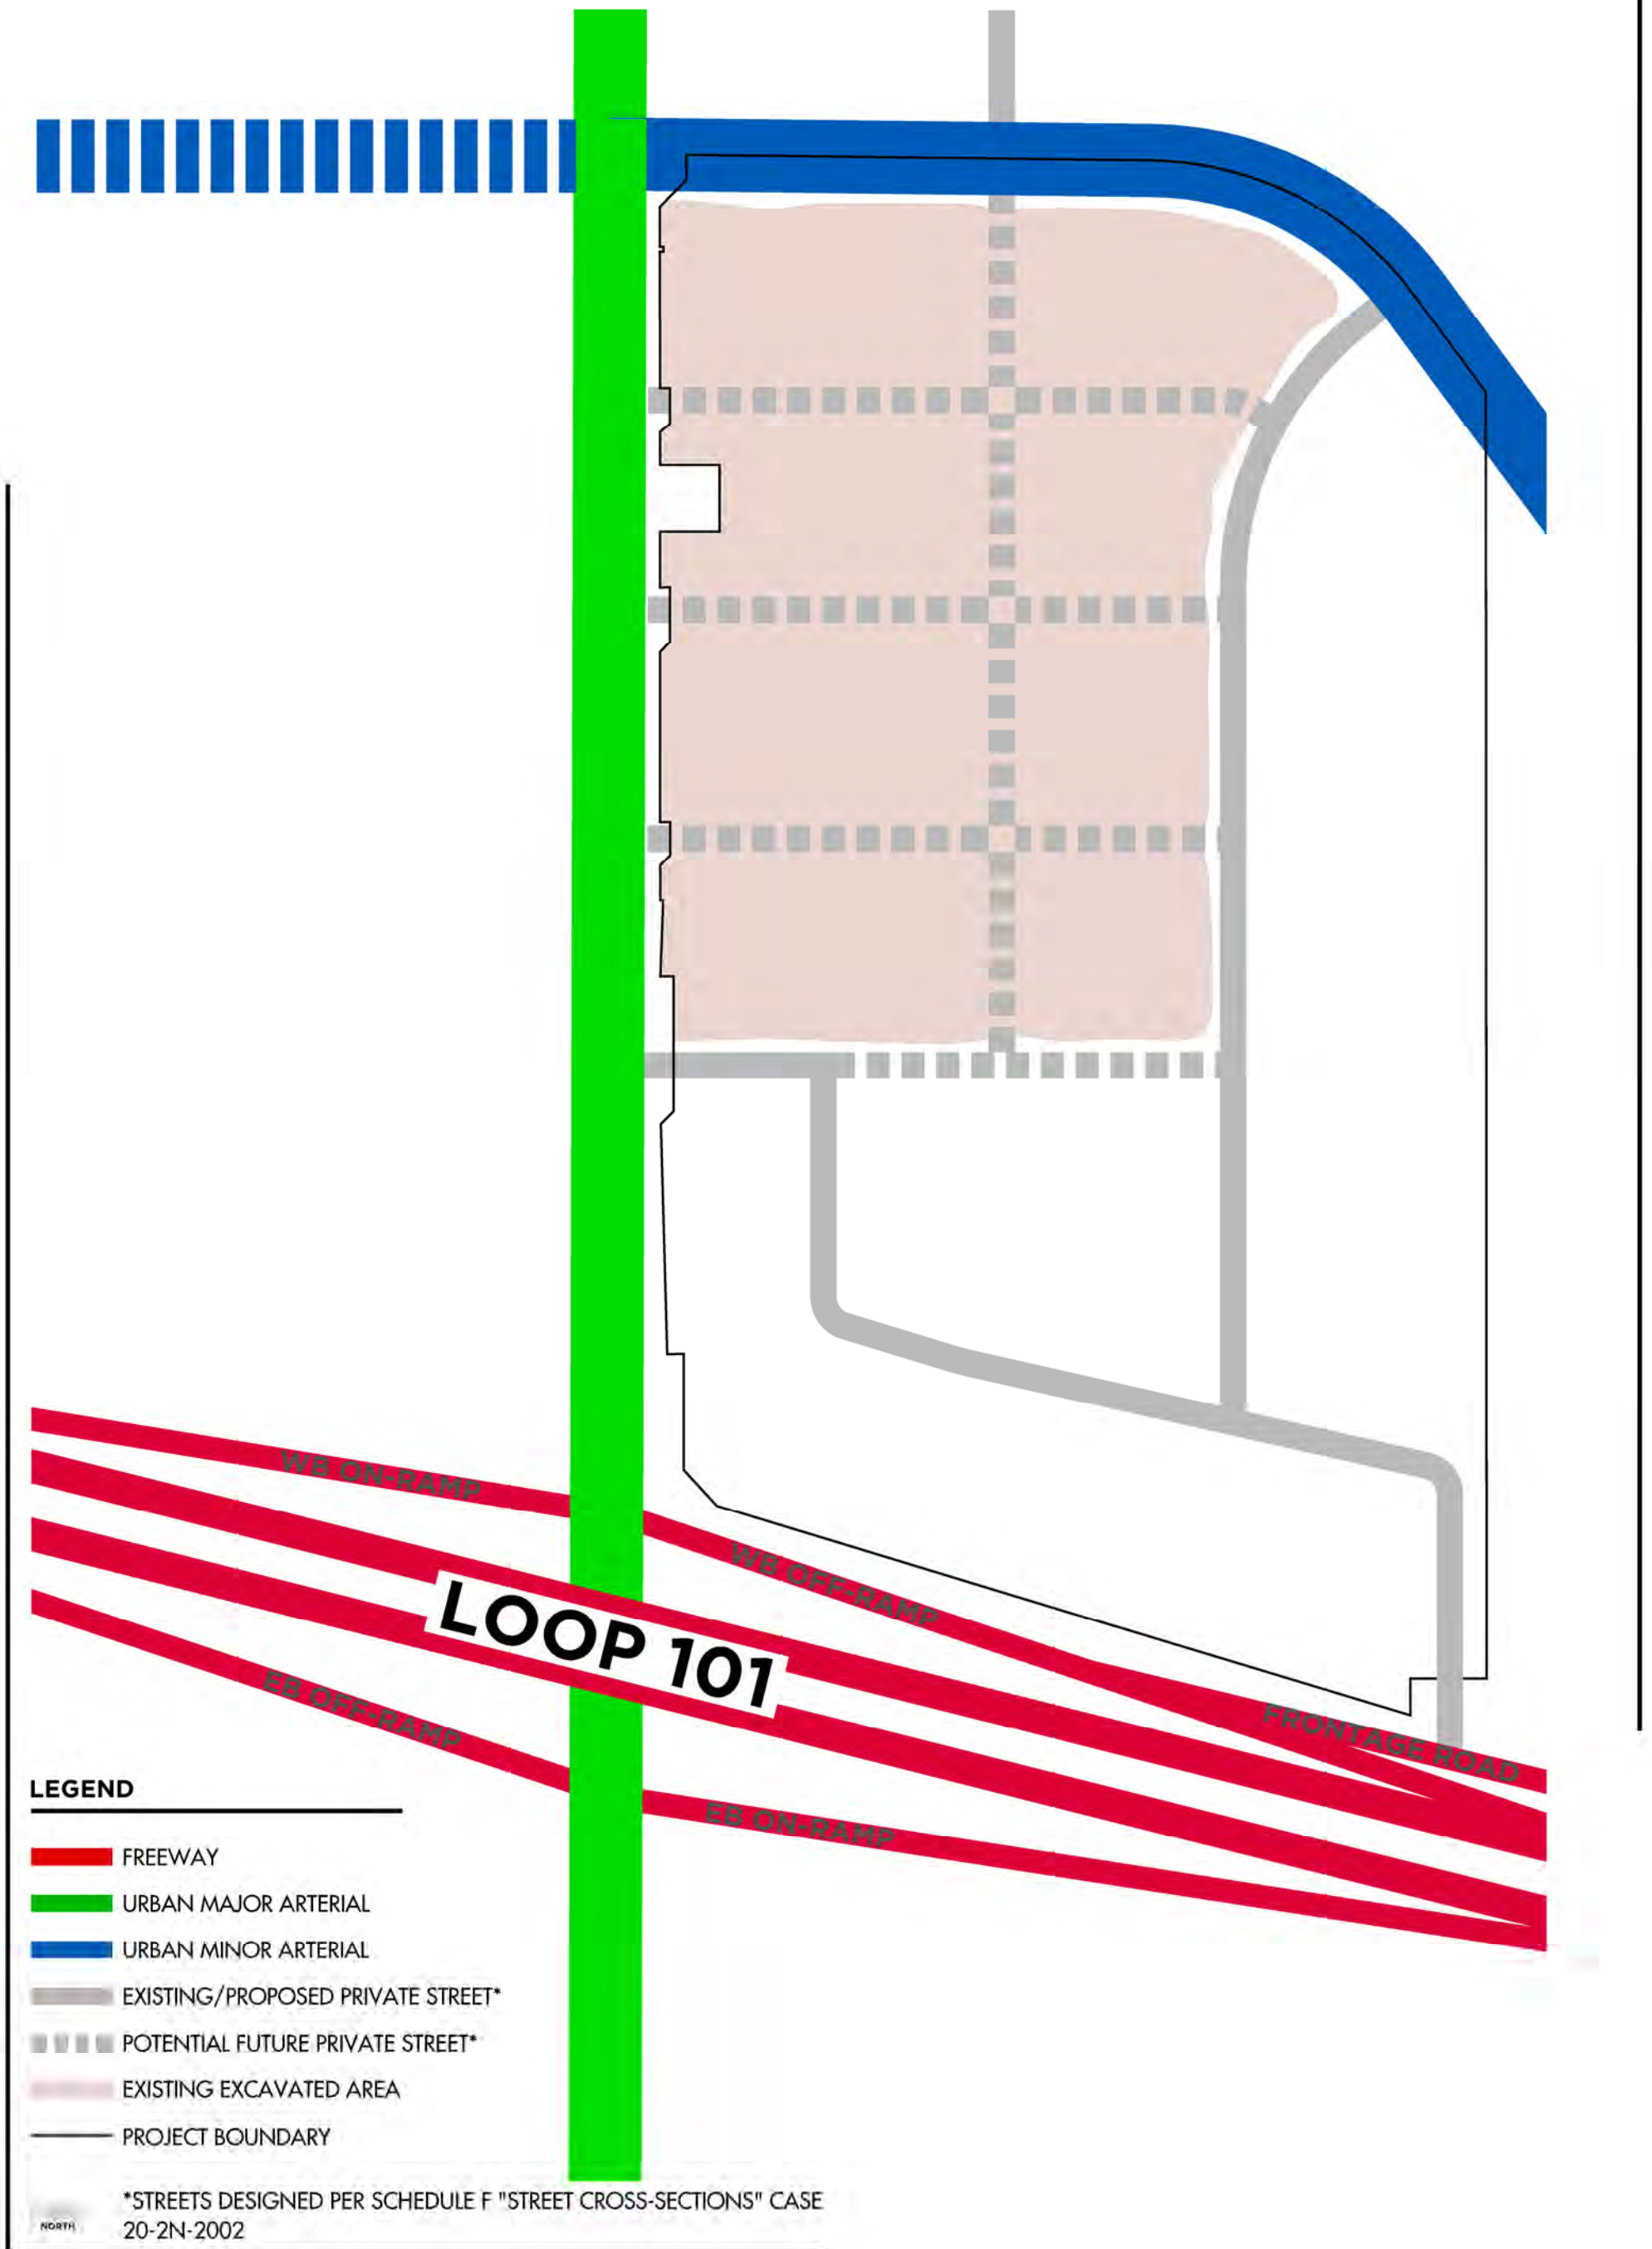 WB ON-RAMP
WB OFF-RAMP
LOOP 101
EB OFF-RAMP
FRONTAGE ROAD
EB ON-RAMP
LEGEND
FREEWAY
URBAN MAJOR ARTERIAL
URBAN MINOR ARTERIAL
EXISTING/PROPOSED PRIVATE STREET*
POTENTIAL FUTURE PRIVATE STREET*
EXISTING EXCAVATED AREA
PROJECT BOUNDARY
*STREETS DESIGNED PER SCHEDULE F "STREET CROSS-SECTIONS" CASE
20-2N-2002
NORTH